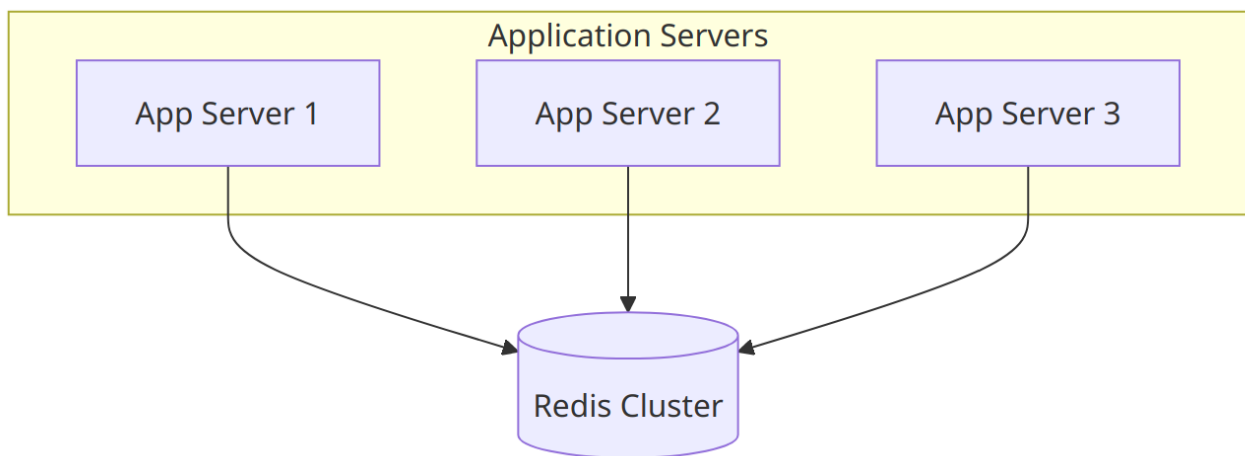 Application Servers
App Server 1
App Server 2
App Server 3
Redis Cluster